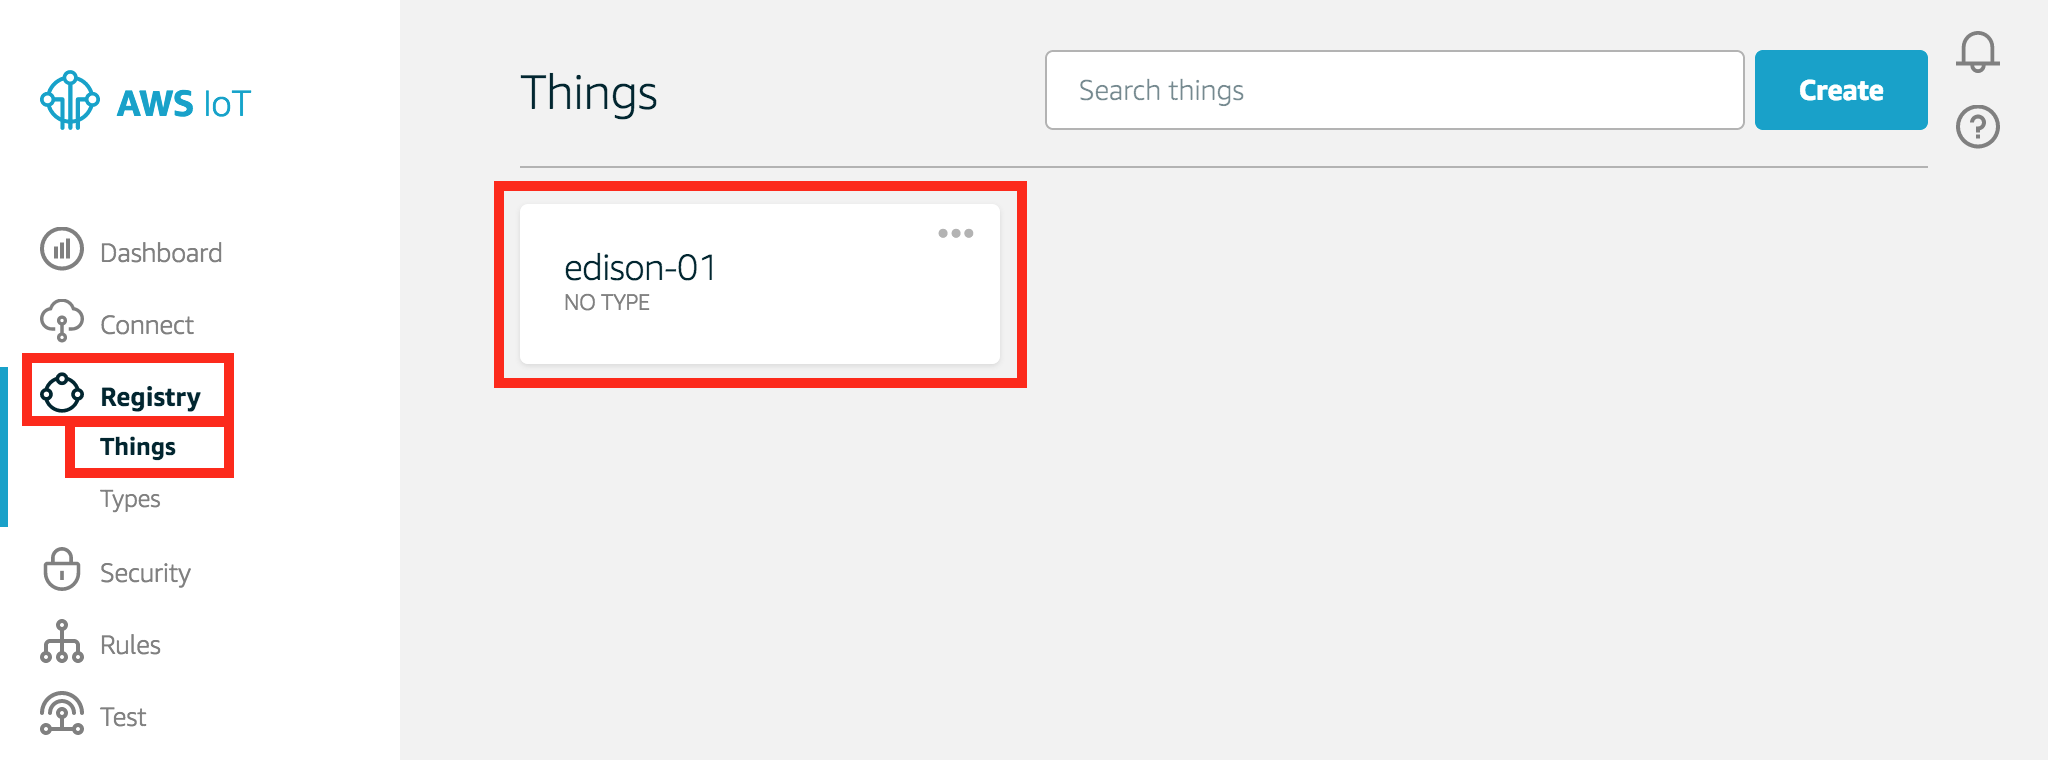 AWS IoT
Dashboard
Connect
Registry
Things
Types
Security
Rules
Test
Things
Search things
Create
?
edison-01
NO TYPE